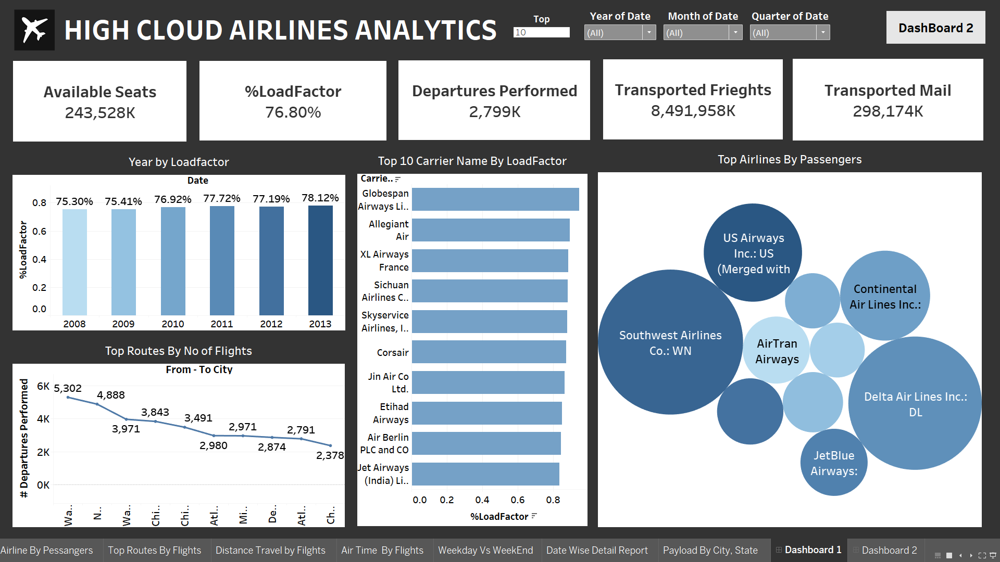 HIGH CLOUD AIRLINES ANALYTICS
Top
10
Year of Date
(All)
Month of Date
(All)
Quarter of Date
(All)
DashBoard 2
Available Seats
243,528K
%LoadFactor
76.80%
Departures Performed
2,799K
Transported Frieghts
8,491,958K
Transported Mail
298,174K
Year by Loadfactor
Date
%LoadFactor
0.8
0.6
0.4
0.2
0.0
75.30% 75.41% 76.92% 77.72% 77.19% 78.12%
2008 2009 2010 2011 2012 2013
Top Routes By No of Flights
From - To City
# Departures Performed
6K
4K
2K
0K
5,302
4,888
3,971
3,843
3,491
2,980
2,971
2,874
2,791
2,378
Wa.. N.. Wa.. Chi.. Chi.. Atl.. Mi.. De.. Atl.. Ch..
Top 10 Carrier Name By LoadFactor
Carrie..
Globespan
Airways Li..
Allegiant
Air
XL Airways
France
Sichuan
Airlines C..
Skyservice
Airlines, I..
Corsair
Jin Air Co
Ltd.
Etihad
Airways
Air Berlin
PLC and CO
Jet Airways
(India) Li..
0.0 0.2 0.4 0.6 0.8
%LoadFactor
Top Airlines By Passengers
US Airways
Inc.: US
(Merged with
Continental
Air Lines Inc.:
Southwest Airlines
Co.: WN
AirTran
Airways
Delta Air Lines Inc.:
DL
JetBlue
Airways:
Airline By Pessangers
Top Routes By Flights
Distance Travel by Filghts
Air Time  By Flights
Weekday Vs WeekEnd
Date Wise Detail Report
Payload By City, State
Dashboard 1
Dashboard 2